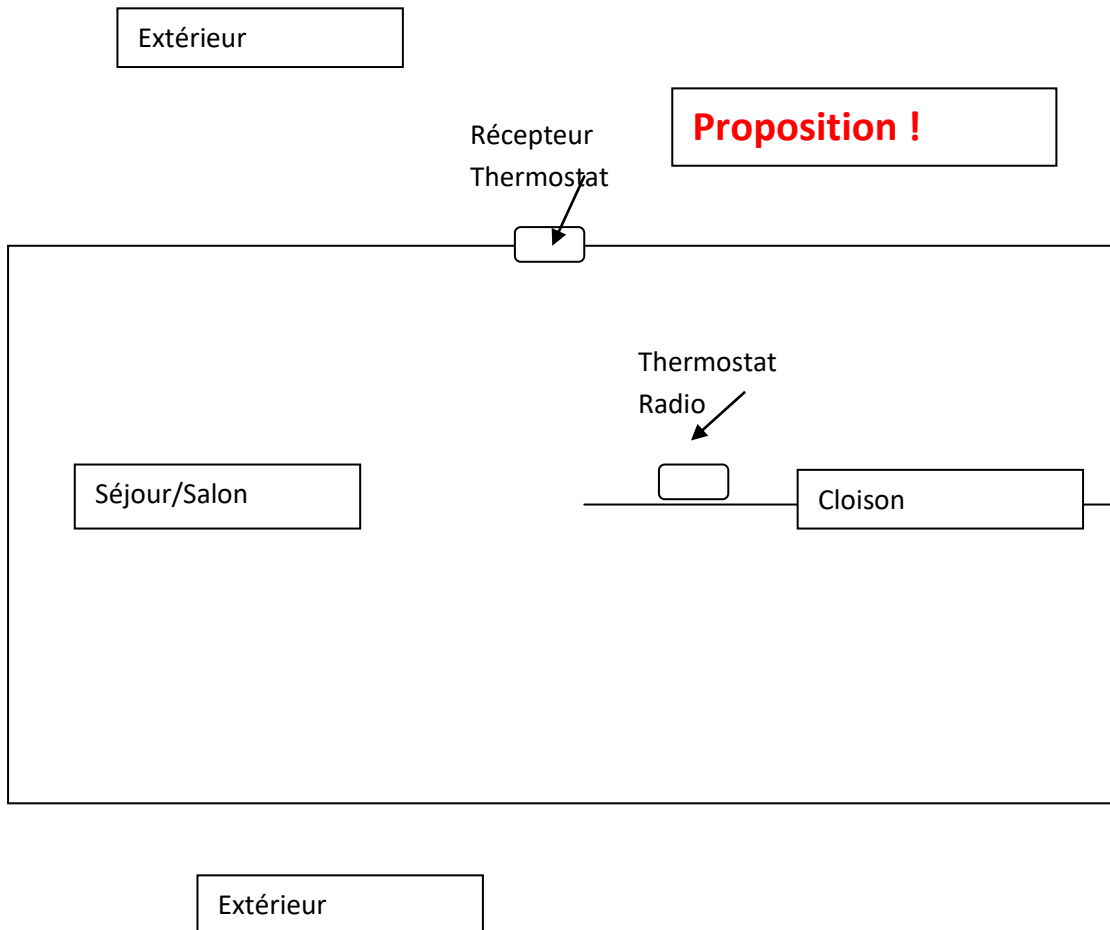 Extérieur
Proposition !
Récepteur
Thermostat
Thermostat
Radio
Séjour/Salon
Cloison
Extérieur